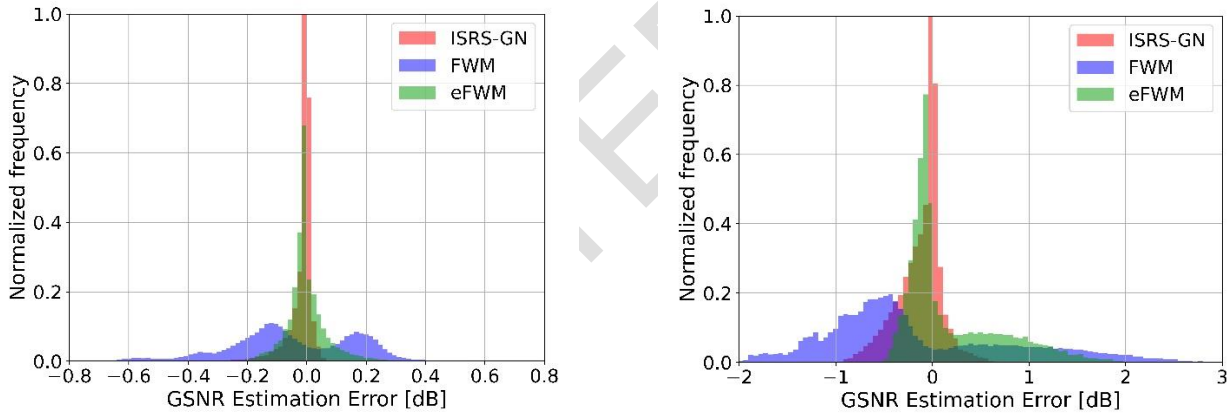 Normalized frequency
1.0
0.8
0.6
0.4
0.2
0.0
ISRS-GN
FWM
eFWM
−0.8 −0.6 −0.4 −0.2 0.0 0.2 0.4 0.6 0.8
GSNR Estimation Error [dB]
Normalized frequency
1.0
0.8
0.6
0.4
0.2
0.0
ISRS-GN
FWM
eFWM
−2 −1 0 1 2 3
GSNR Estimation Error [dB]